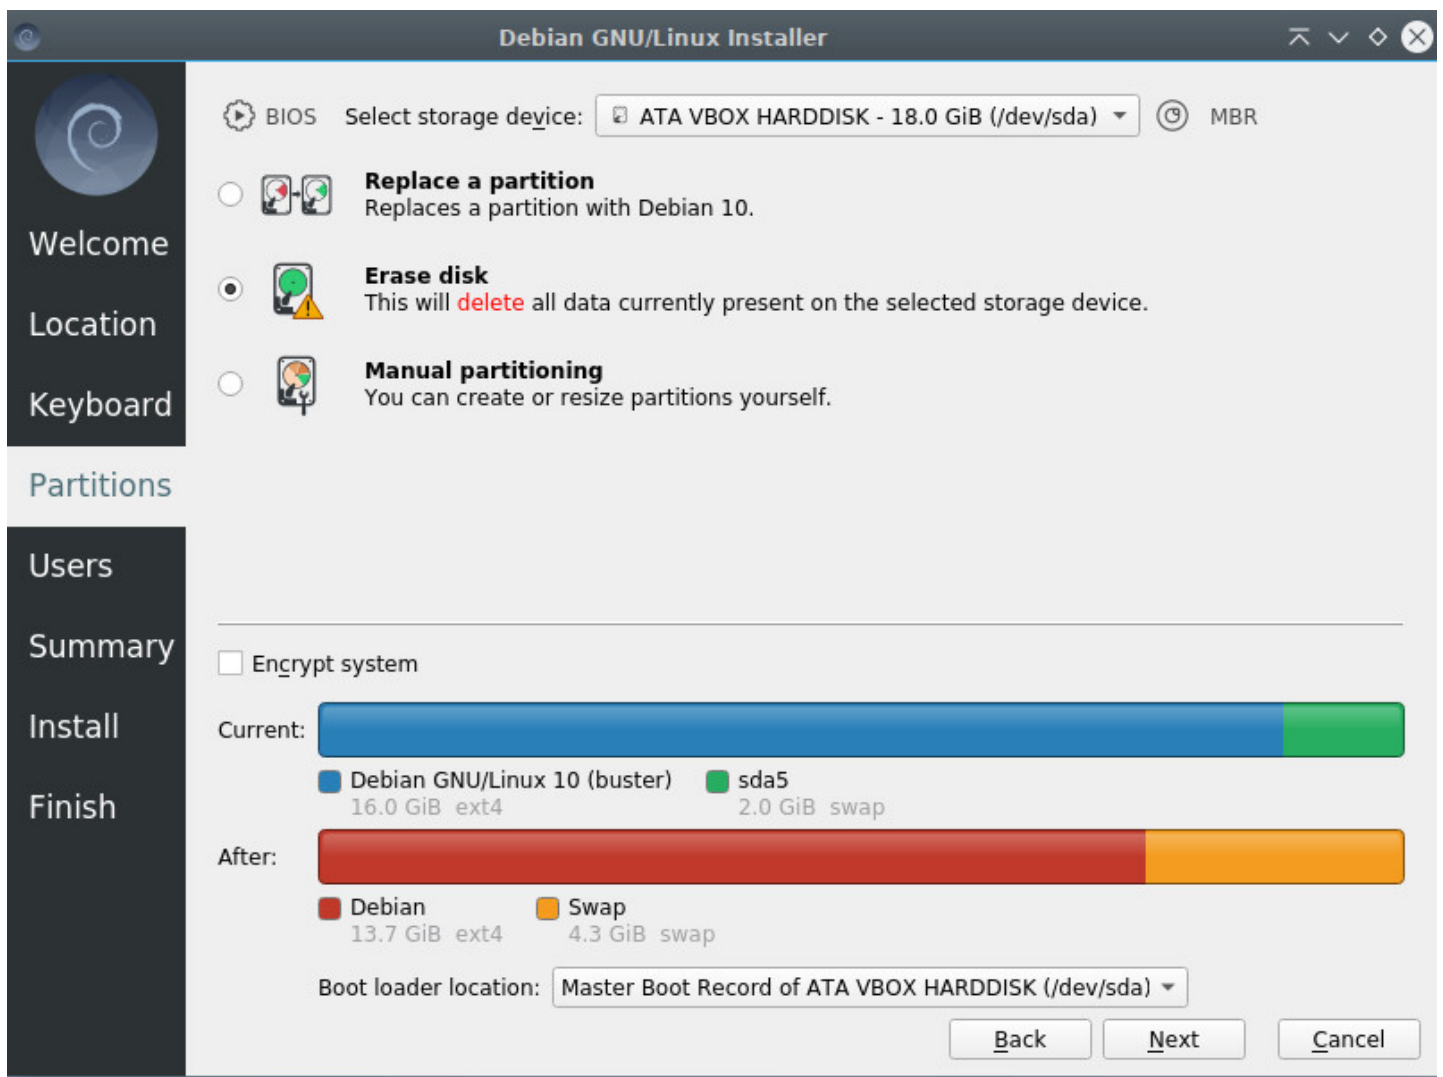 Debian GNU/Linux Installer
BIOS Select storage device: ATA VBOX HARDDISK - 18.0 GiB (/dev/sda) MBR
Replace a partition
Replaces a partition with Debian 10.
Welcome
Erase disk
This will delete all data currently present on the selected storage device.
Location
Manual partitioning
You can create or resize partitions yourself.
Keyboard
Partitions
Users
Summary
Encrypt system
Install
Current:
Debian GNU/Linux 10 (buster) sda5
16.0 GiB ext4 2.0 GiB swap
Finish
After:
Debian Swap
13.7 GiB ext4 4.3 GiB swap
Boot loader location: Master Boot Record of ATA VBOX HARDDISK (/dev/sda)
Back Next Cancel